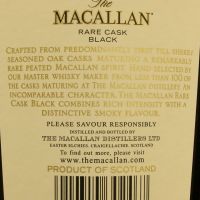 The
MACALLAN
RARE CASK
BLACK
CRAFTED FROM PREDOMINANTLY FIRST FILL SHERRY
SEASONED OAK CASKS, MATURING A REMARKABLY
RARE PEATED MACALLAN SPIRIT. HAND SELECTED BY
OUR MASTER WHISKY MAKER FROM LESS THAN 100 OF
THE CASKS MATURING AT THE MACALLAN DISTILLERY. AN
INCOMPARABLE CHARACTER, THE MACALLAN RARE
CASK BLACK COMBINES RICH INTENSITY WITH A
DISTINCTIVE SMOKY FLAVOUR.
PLEASE SAVOUR RESPONSIBLY
DISTILLED AND BOTTLED BY
THE MACALLAN DISTILLERS LTD
EASTER ELCHIES, CRAIGELLACHIE, SCOTLAND
To find out more, please visit
www.themacallan.com
PRODUCT OF SCOTLAND